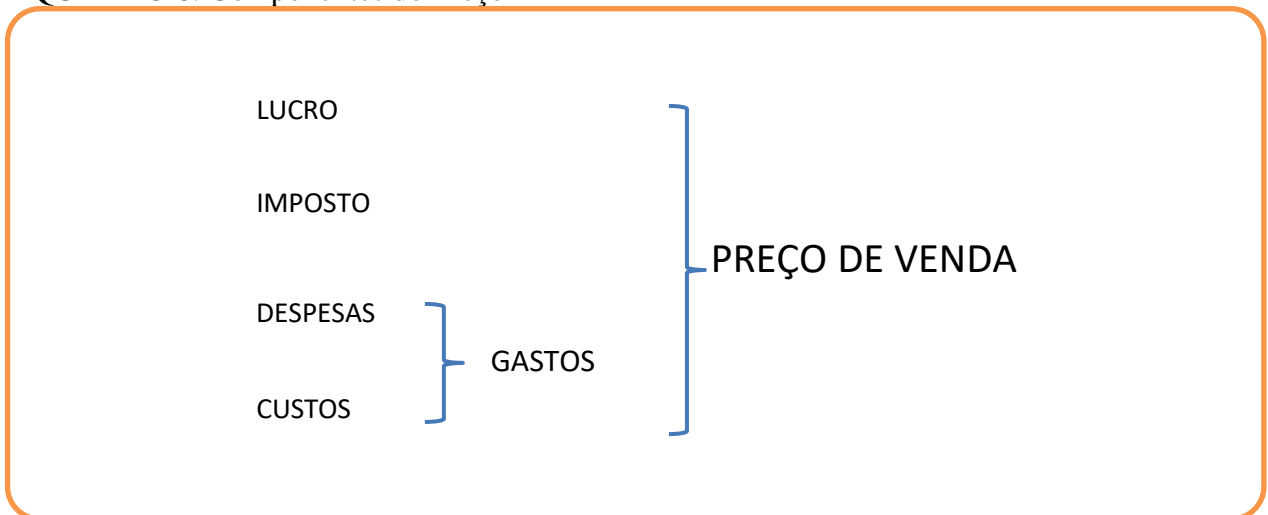 LUCRO
IMPOSTO
PREÇO DE VENDA
DESPESAS
GASTOS
CUSTOS